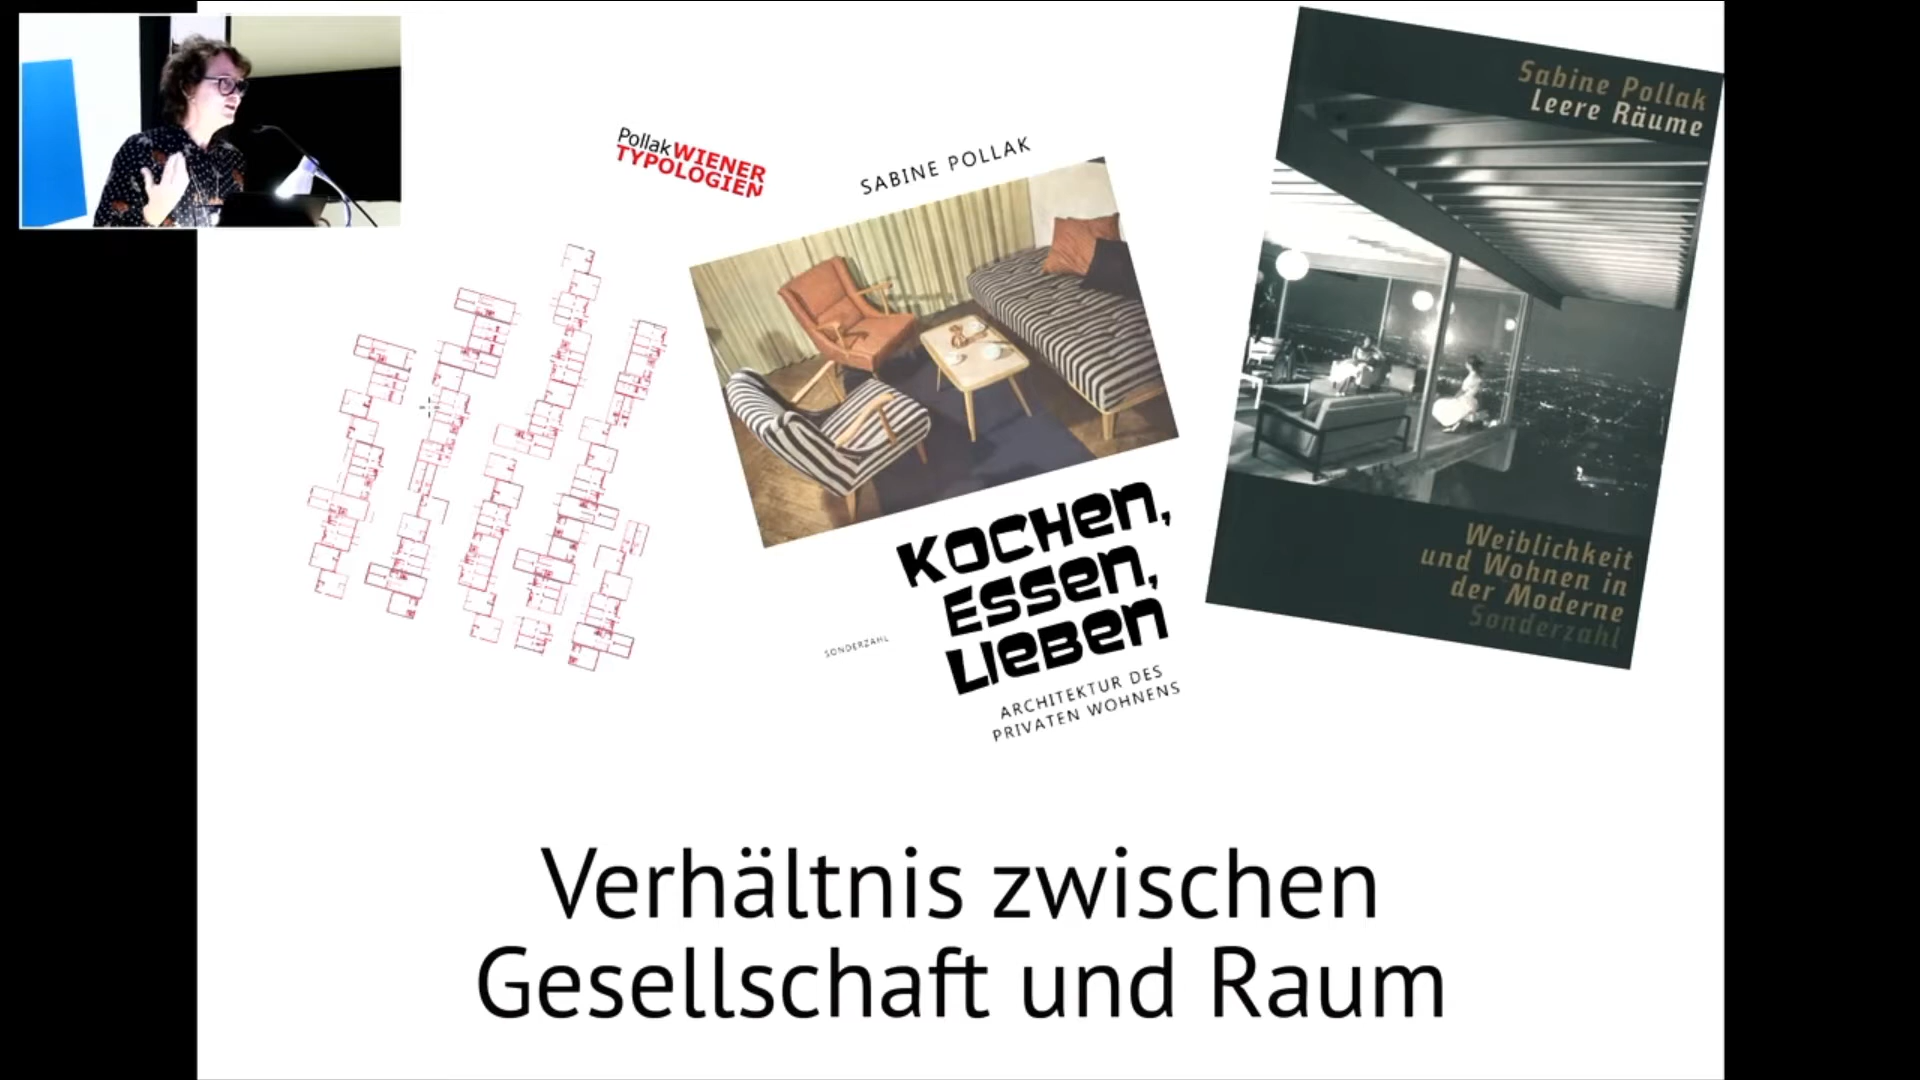 Pollak WIENER
TYPOLOGIEN
SABINE POLLAK
KOCHEN,
ESSEN,
LIEBEN
SONDERZAHL
ARCHITEKTUR DES
PRIVATEN WOHNENS
Sabine Pollak
Leere Räume
Weiblichkeit
und Wohnen in
der Moderne
Sonderzahl
Verhältnis zwischen
Gesellschaft und Raum